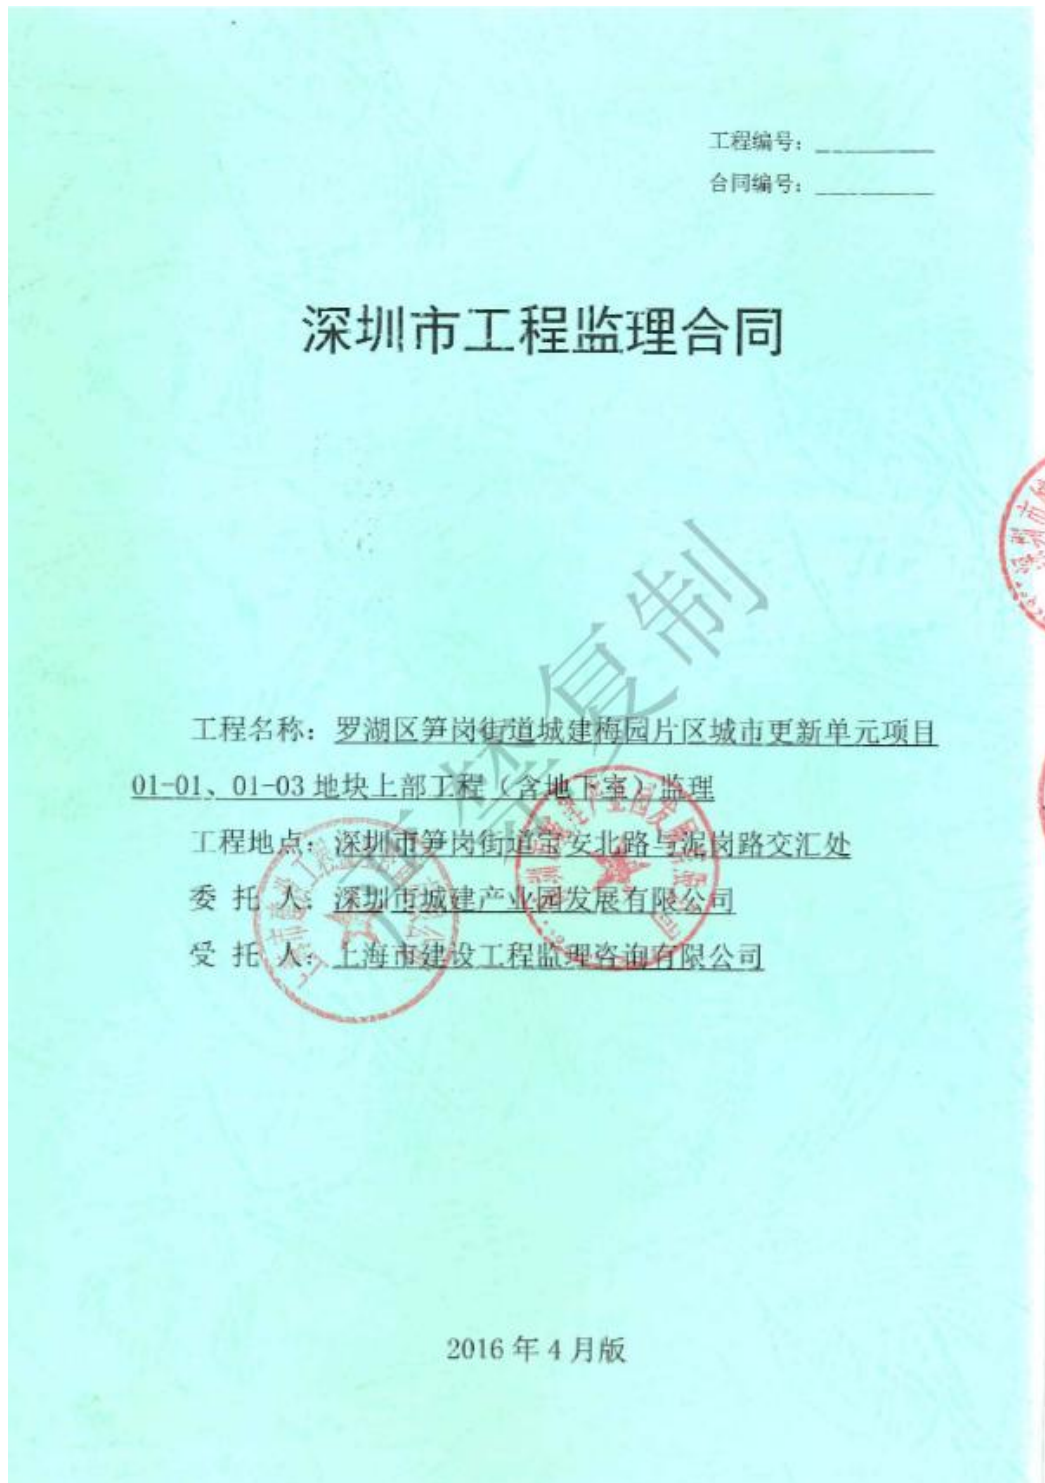 工程编号：
合同编号：
深圳市工程监理合同
工程名称：罗湖区笋岗街道城建梅园片区城市更新单元项目
01-01、01-03 地块上部工程（含地下室）监理
工程地点：深圳市笋岗街道宝安北路与泥岗路交汇处
委 托 人：深圳市城建产业园发展有限公司
受 托 人：上海市建设工程监理咨询有限公司
2016 年 4 月版
复制